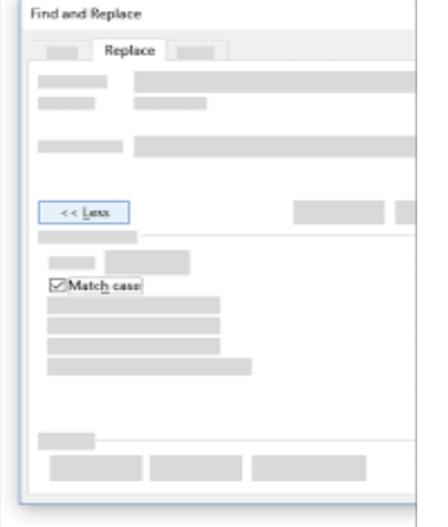 Find and Replace
Replace
<< Less
Match case